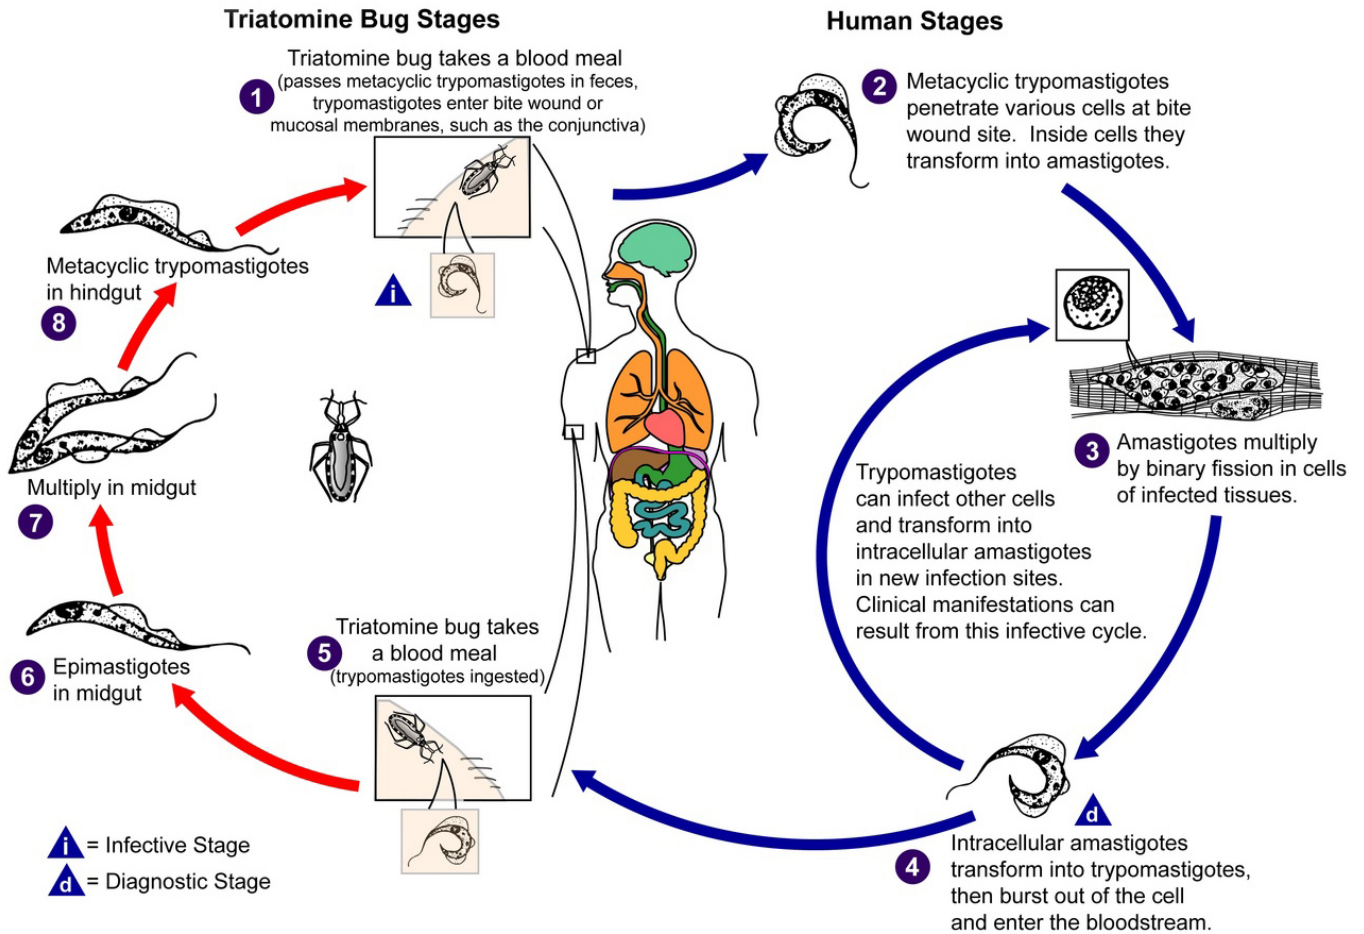 Triatomine Bug Stages
Human Stages
1
Triatomine bug takes a blood meal
(passes metacyclic trypomastigotes in feces,
trypomastigotes enter bite wound or
mucosal membranes, such as the conjunctiva)
i
2
Metacyclic trypomastigotes
penetrate various cells at bite
wound site. Inside cells they
transform into amastigotes.
3
Amastigotes multiply
by binary fission in cells
of infected tissues.
Trypomastigotes
can infect other cells
and transform into
intracellular amastigotes
in new infection sites.
Clinical manifestations can
result from this infective cycle.
d
4
Intracellular amastigotes
transform into trypomastigotes,
then burst out of the cell
and enter the bloodstream.
5
Triatomine bug takes
a blood meal
(trypomastigotes ingested)
6
Epimastigotes
in midgut
7
Multiply in midgut
8
Metacyclic trypomastigotes
in hindgut
i = Infective Stage
d = Diagnostic Stage